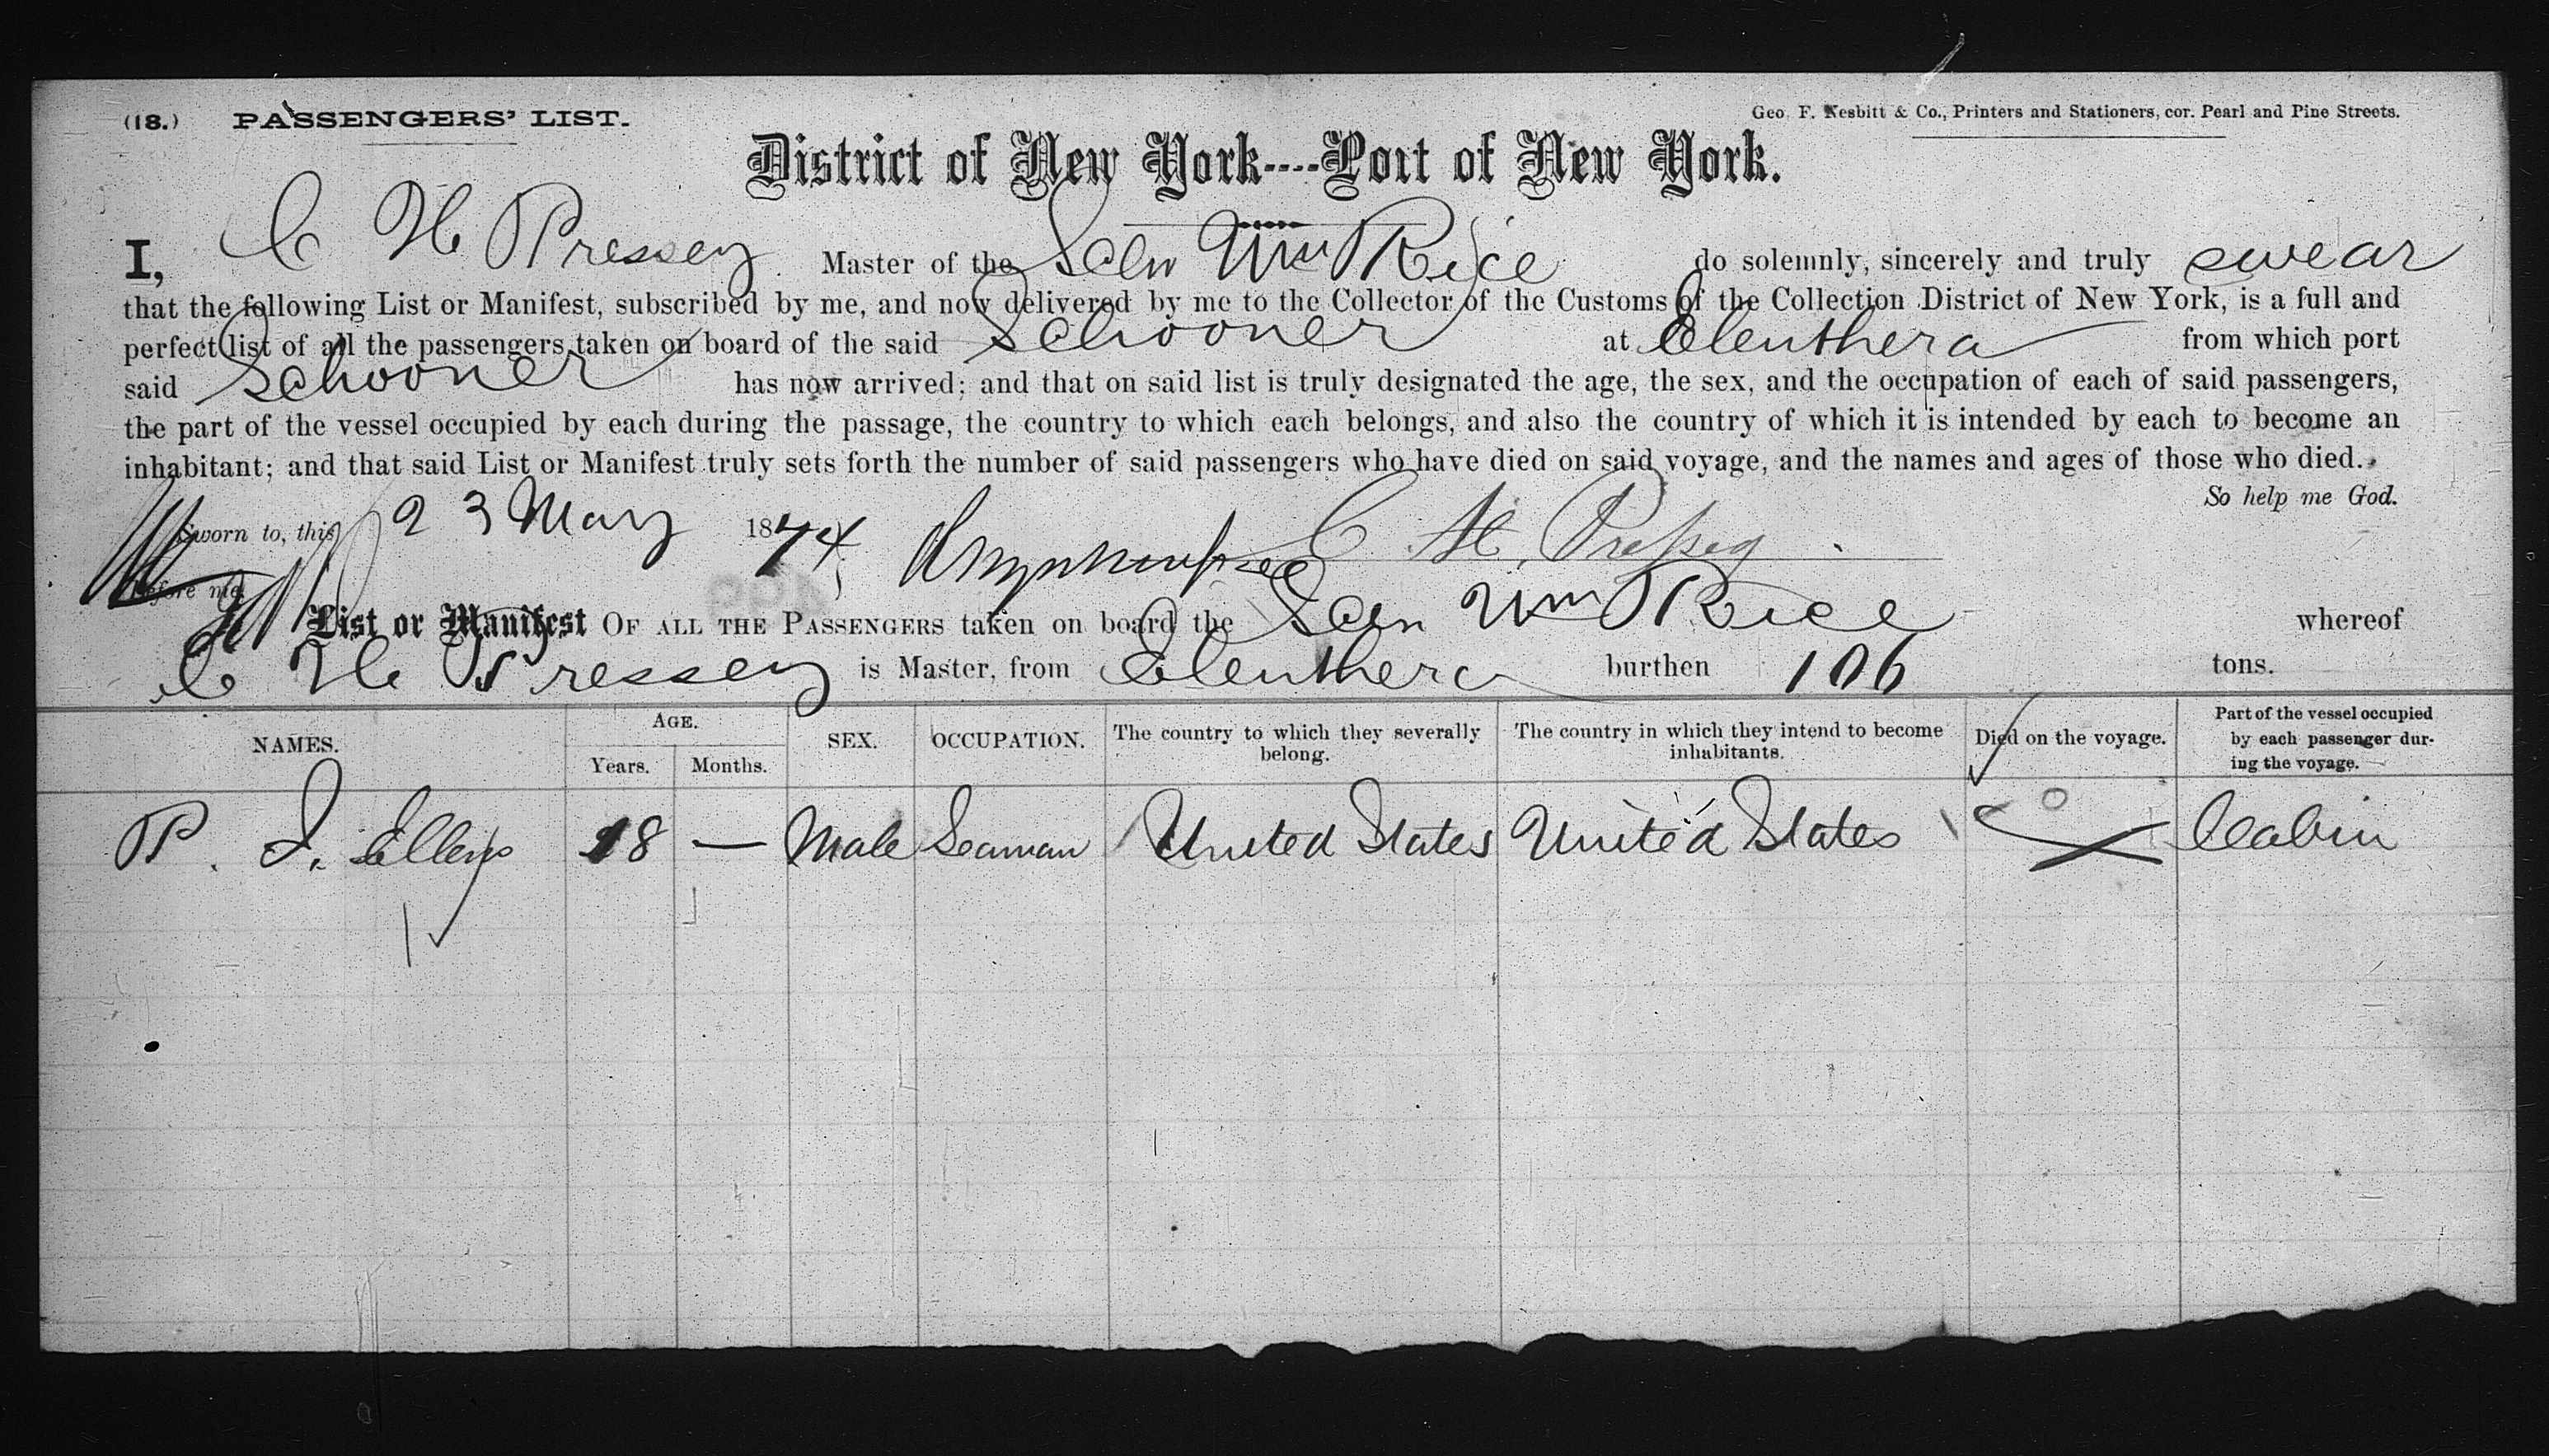 (18.) PASSENGERS' LIST.
Geo. F. Nesbitt & Co., Printers and Stationers, cor. Pearl and Pine Streets.
District of New York----Port of New York.
I, C H Pressey Master of the Schr Wm Rice do solemnly, sincerely and truly swear
that the following List or Manifest, subscribed by me, and now delivered by me to the Collector of the Customs of the Collection District of New York, is a full and
perfect list of all the passengers taken on board of the said Schooner at Eleuthera from which port
said Schooner has now arrived; and that on said list is truly designated the age, the sex, and the occupation of each of said passengers,
the part of the vessel occupied by each during the passage, the country to which each belongs, and also the country of which it is intended by each to become an
inhabitant; and that said List or Manifest truly sets forth the number of said passengers who have died on said voyage, and the names and ages of those who died.
So help me God.
Sworn to, this 23 May 1874, C H. Pressey
Before me,
List or Manifest OF ALL THE PASSENGERS taken on board the Schr Wm Rice whereof
C H Pressey is Master, from Eleuthera burthen 106 tons.
NAMES. AGE. Years. Months. SEX. OCCUPATION. The country to which they severally belong. The country in which they intend to become inhabitants. Died on the voyage. Part of the vessel occupied by each passenger during the voyage.
P. I. Ellems 18 — Male Seaman United States United States Cabin